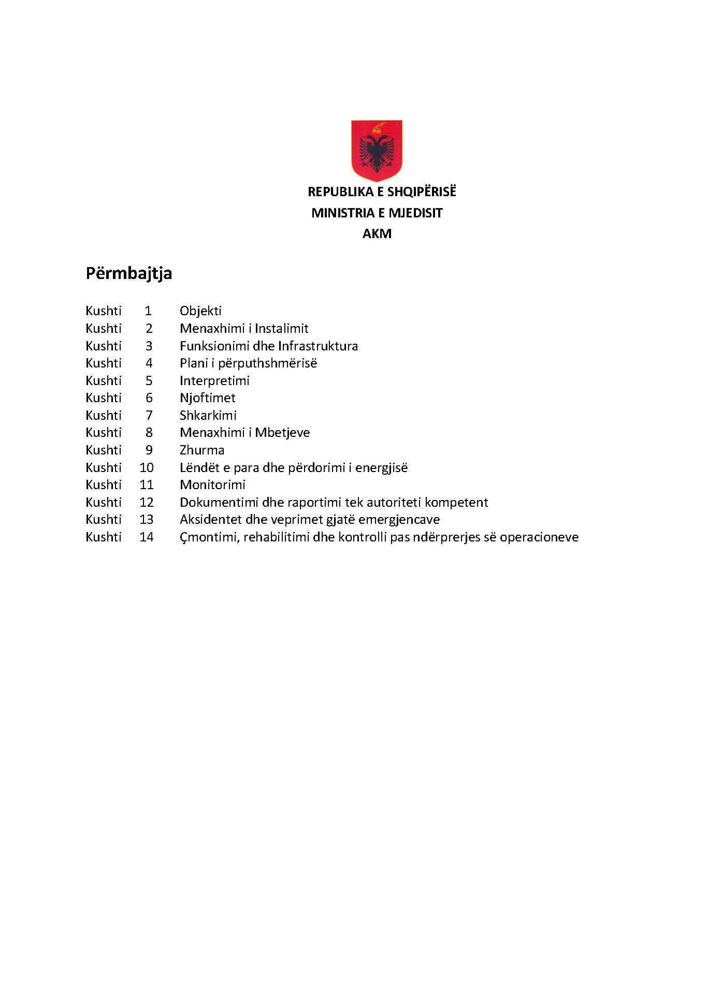 REPUBLIKA E SHQIPËRISË
MINISTRIA E MJEDISIT
AKM
Përmbajtja
Kushti 1 Objekti
Kushti 2 Menaxhimi i Instalimit
Kushti 3 Funksionimi dhe Infrastruktura
Kushti 4 Plani i përputhshmërisë
Kushti 5 Interpretimi
Kushti 6 Njoftimet
Kushti 7 Shkarkimi
Kushti 8 Menaxhimi i Mbetjeve
Kushti 9 Zhurma
Kushti 10 Lëndët e para dhe përdorimi i energjisë
Kushti 11 Monitorimi
Kushti 12 Dokumentimi dhe raportimi tek autoriteti kompetent
Kushti 13 Aksidentet dhe veprimet gjatë emergjencave
Kushti 14 Çmontimi, rehabilitimi dhe kontrolli pas ndërprerjes së operacioneve